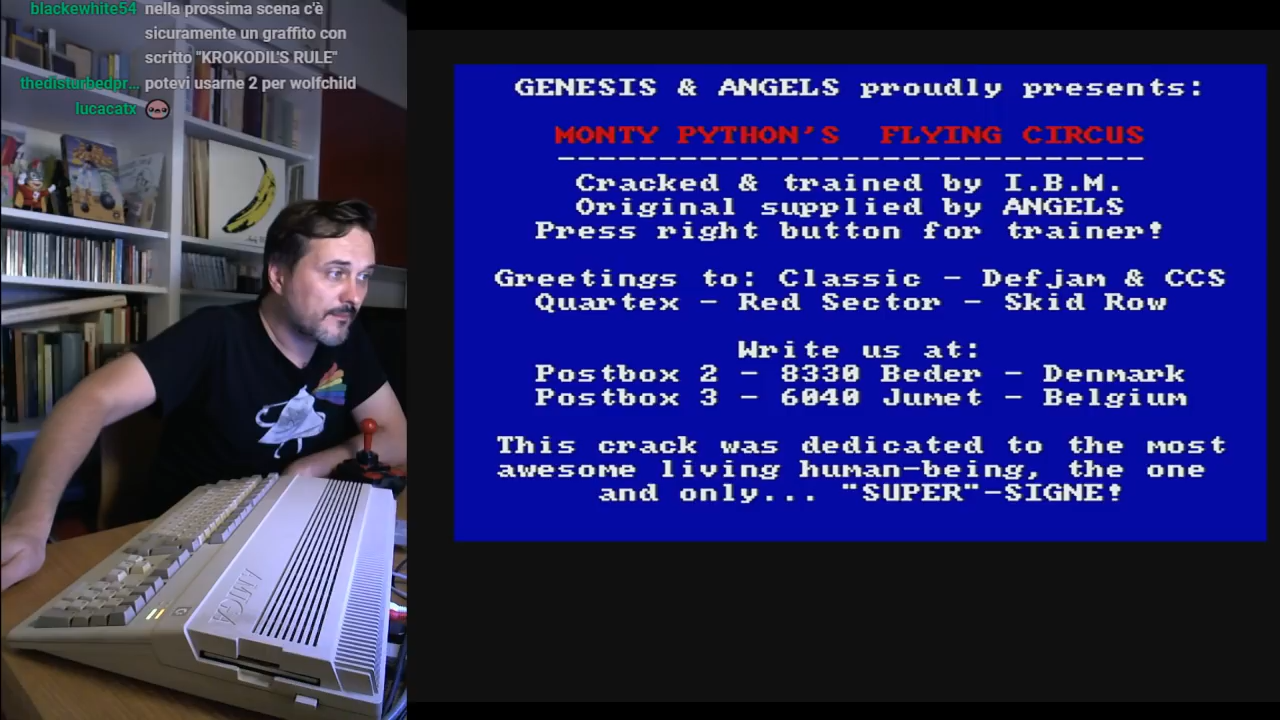 blackewhite54 nella prossima scena c'è
sicuramente un graffito con
scritto "KROKODIL'S RULE"
thedisturbedpr... potevi usarne 2 per wolfchild
lucacatx
AMIGA
GENESIS & ANGELS proudly presents:
MONTY PYTHON'S FLYING CIRCUS
-----------------------------
Cracked & trained by I.B.M.
Original supplied by ANGELS
Press right button for trainer!
Greetings to: Classic - Defjam & CCS
Quartex - Red Sector - Skid Row
Write us at:
Postbox 2 - 8330 Beder - Denmark
Postbox 3 - 6040 Jumet - Belgium
This crack was dedicated to the most
awesome living human-being, the one
and only... "SUPER"-SIGNE!